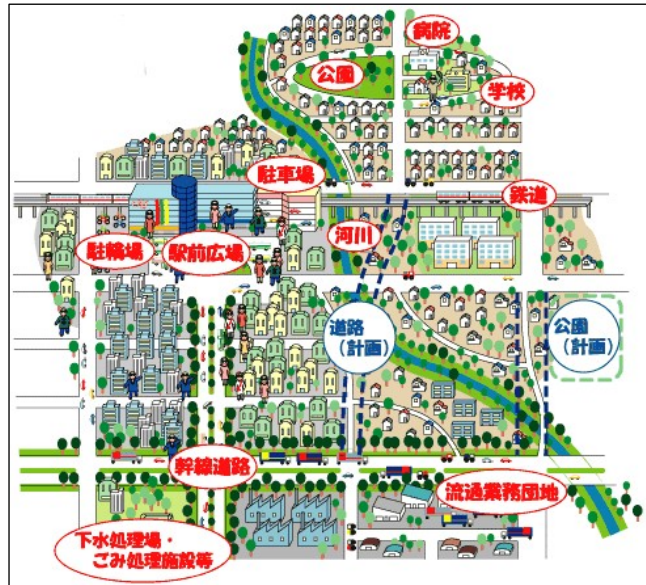 病院
公園
学校
駐車場
鉄道
駐輪場
駅前広場
河川
道路
(計画)
公園
(計画)
幹線道路
流通業務団地
下水処理場・
ごみ処理施設等